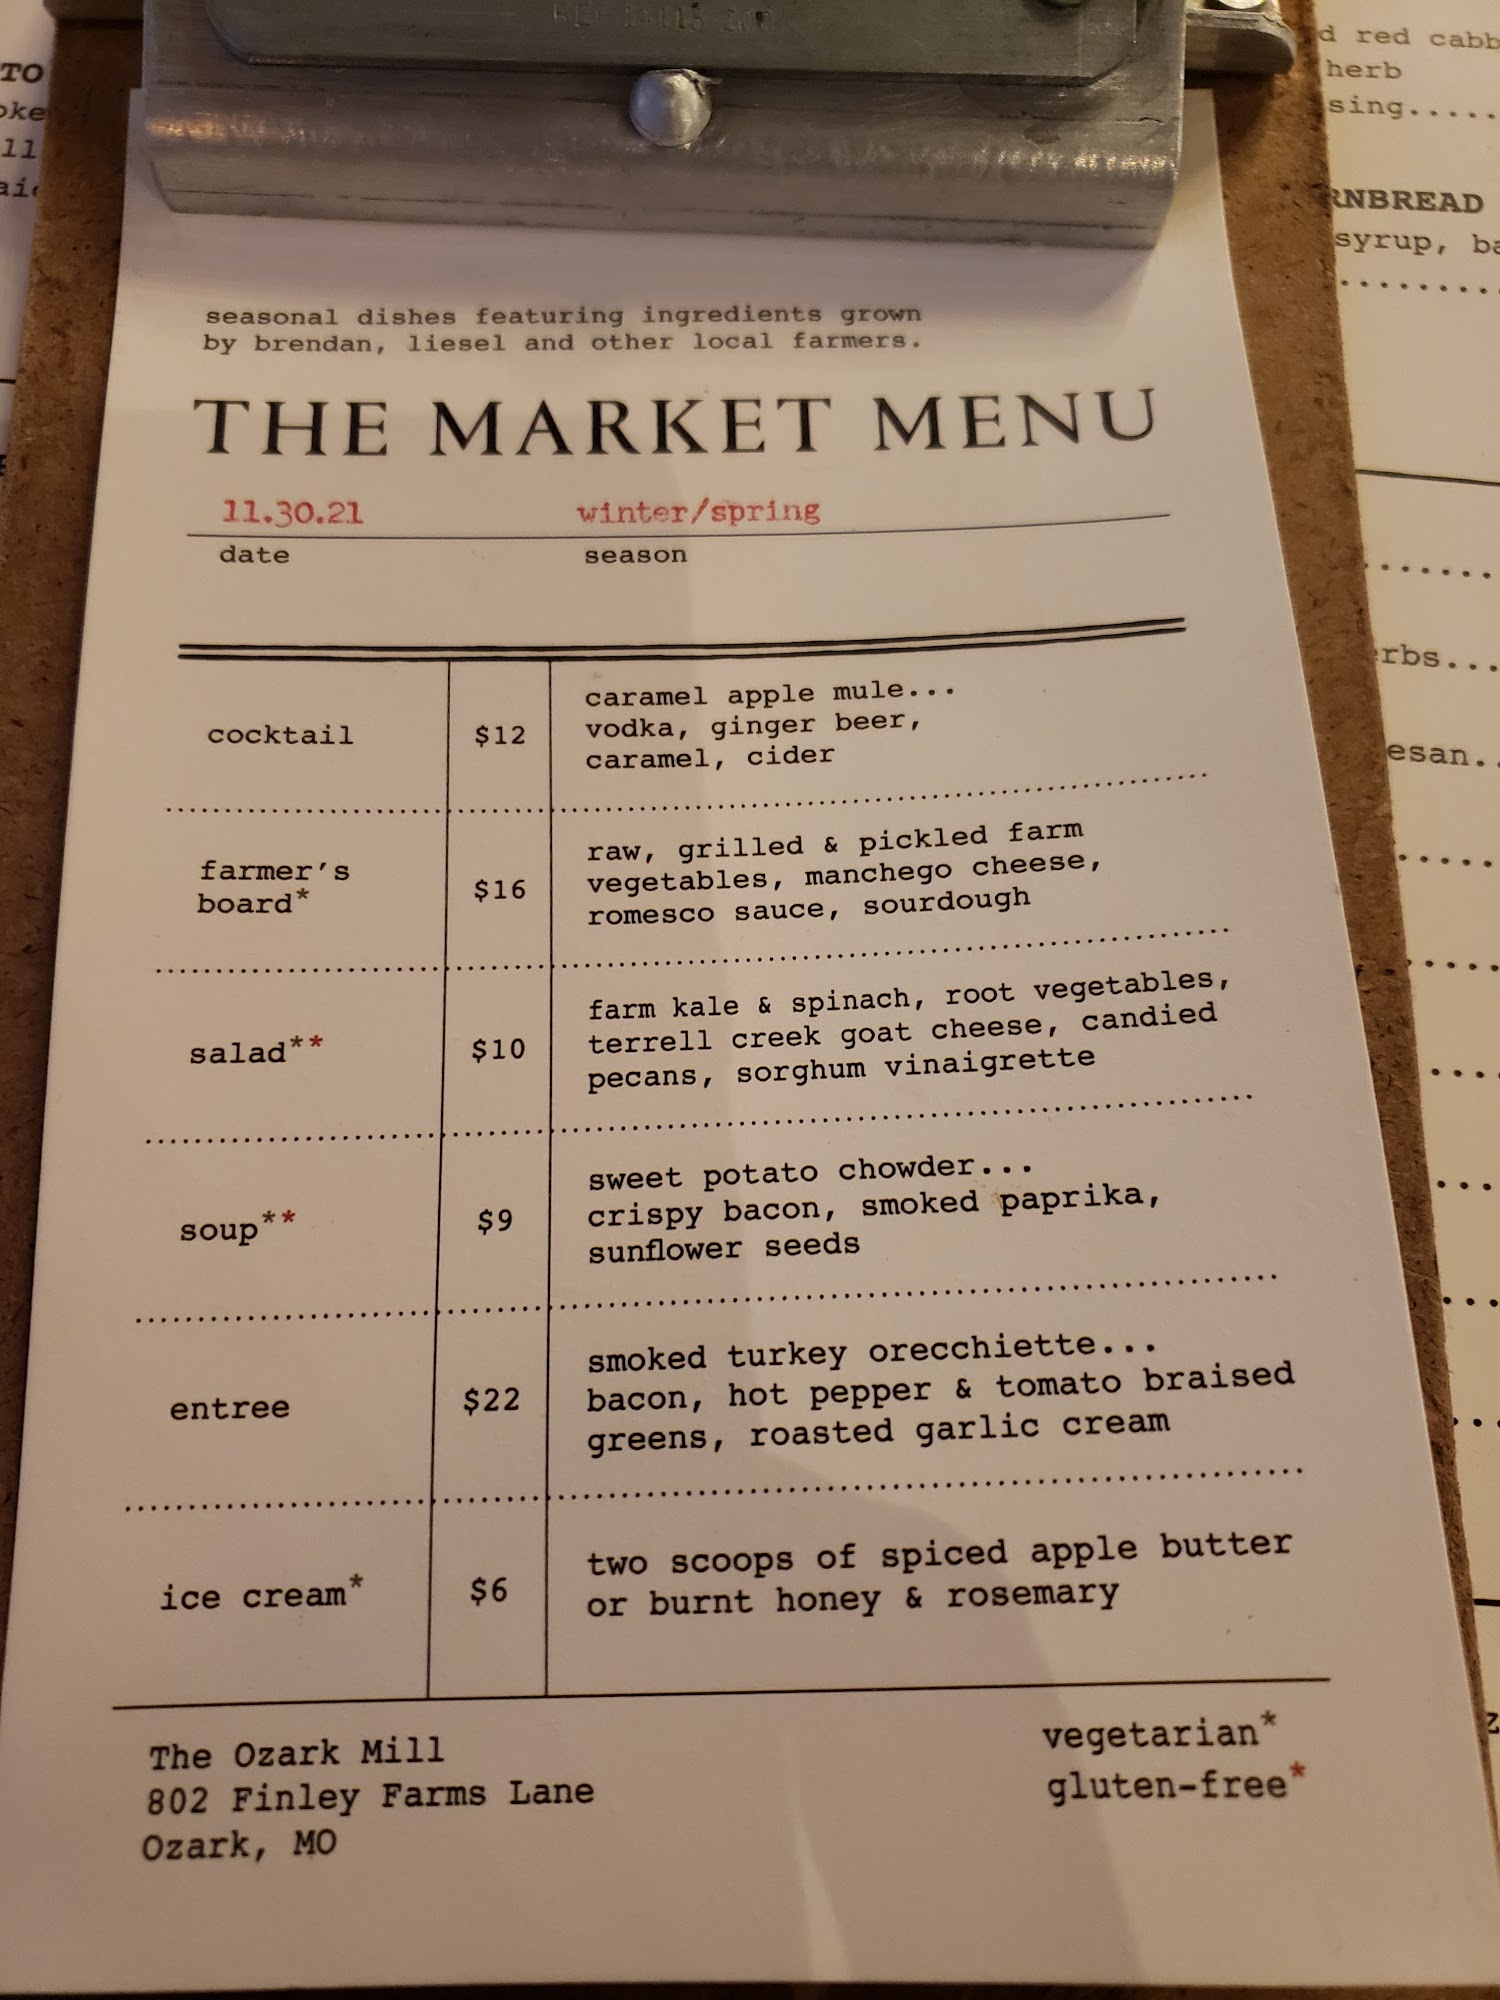 TO
seasonal dishes featuring ingredients grown
by brendan, liesel and other local farmers.
THE MARKET MENU
11.30.21 winter/spring
date season
cocktail $12 caramel apple mule...
vodka, ginger beer,
caramel, cider
farmer's board* $16 raw, grilled & pickled farm
vegetables, manchego cheese,
romesco sauce, sourdough
salad** $10 farm kale & spinach, root vegetables,
terrell creek goat cheese, candied
pecans, sorghum vinaigrette
soup** $9 sweet potato chowder...
crispy bacon, smoked paprika,
sunflower seeds
entree $22 smoked turkey orecchiette...
bacon, hot pepper & tomato braised
greens, roasted garlic cream
ice cream* $6 two scoops of spiced apple butter
or burnt honey & rosemary
The Ozark Mill
802 Finley Farms Lane
Ozark, MO
vegetarian*
gluten-free*
red
herb
syrup,